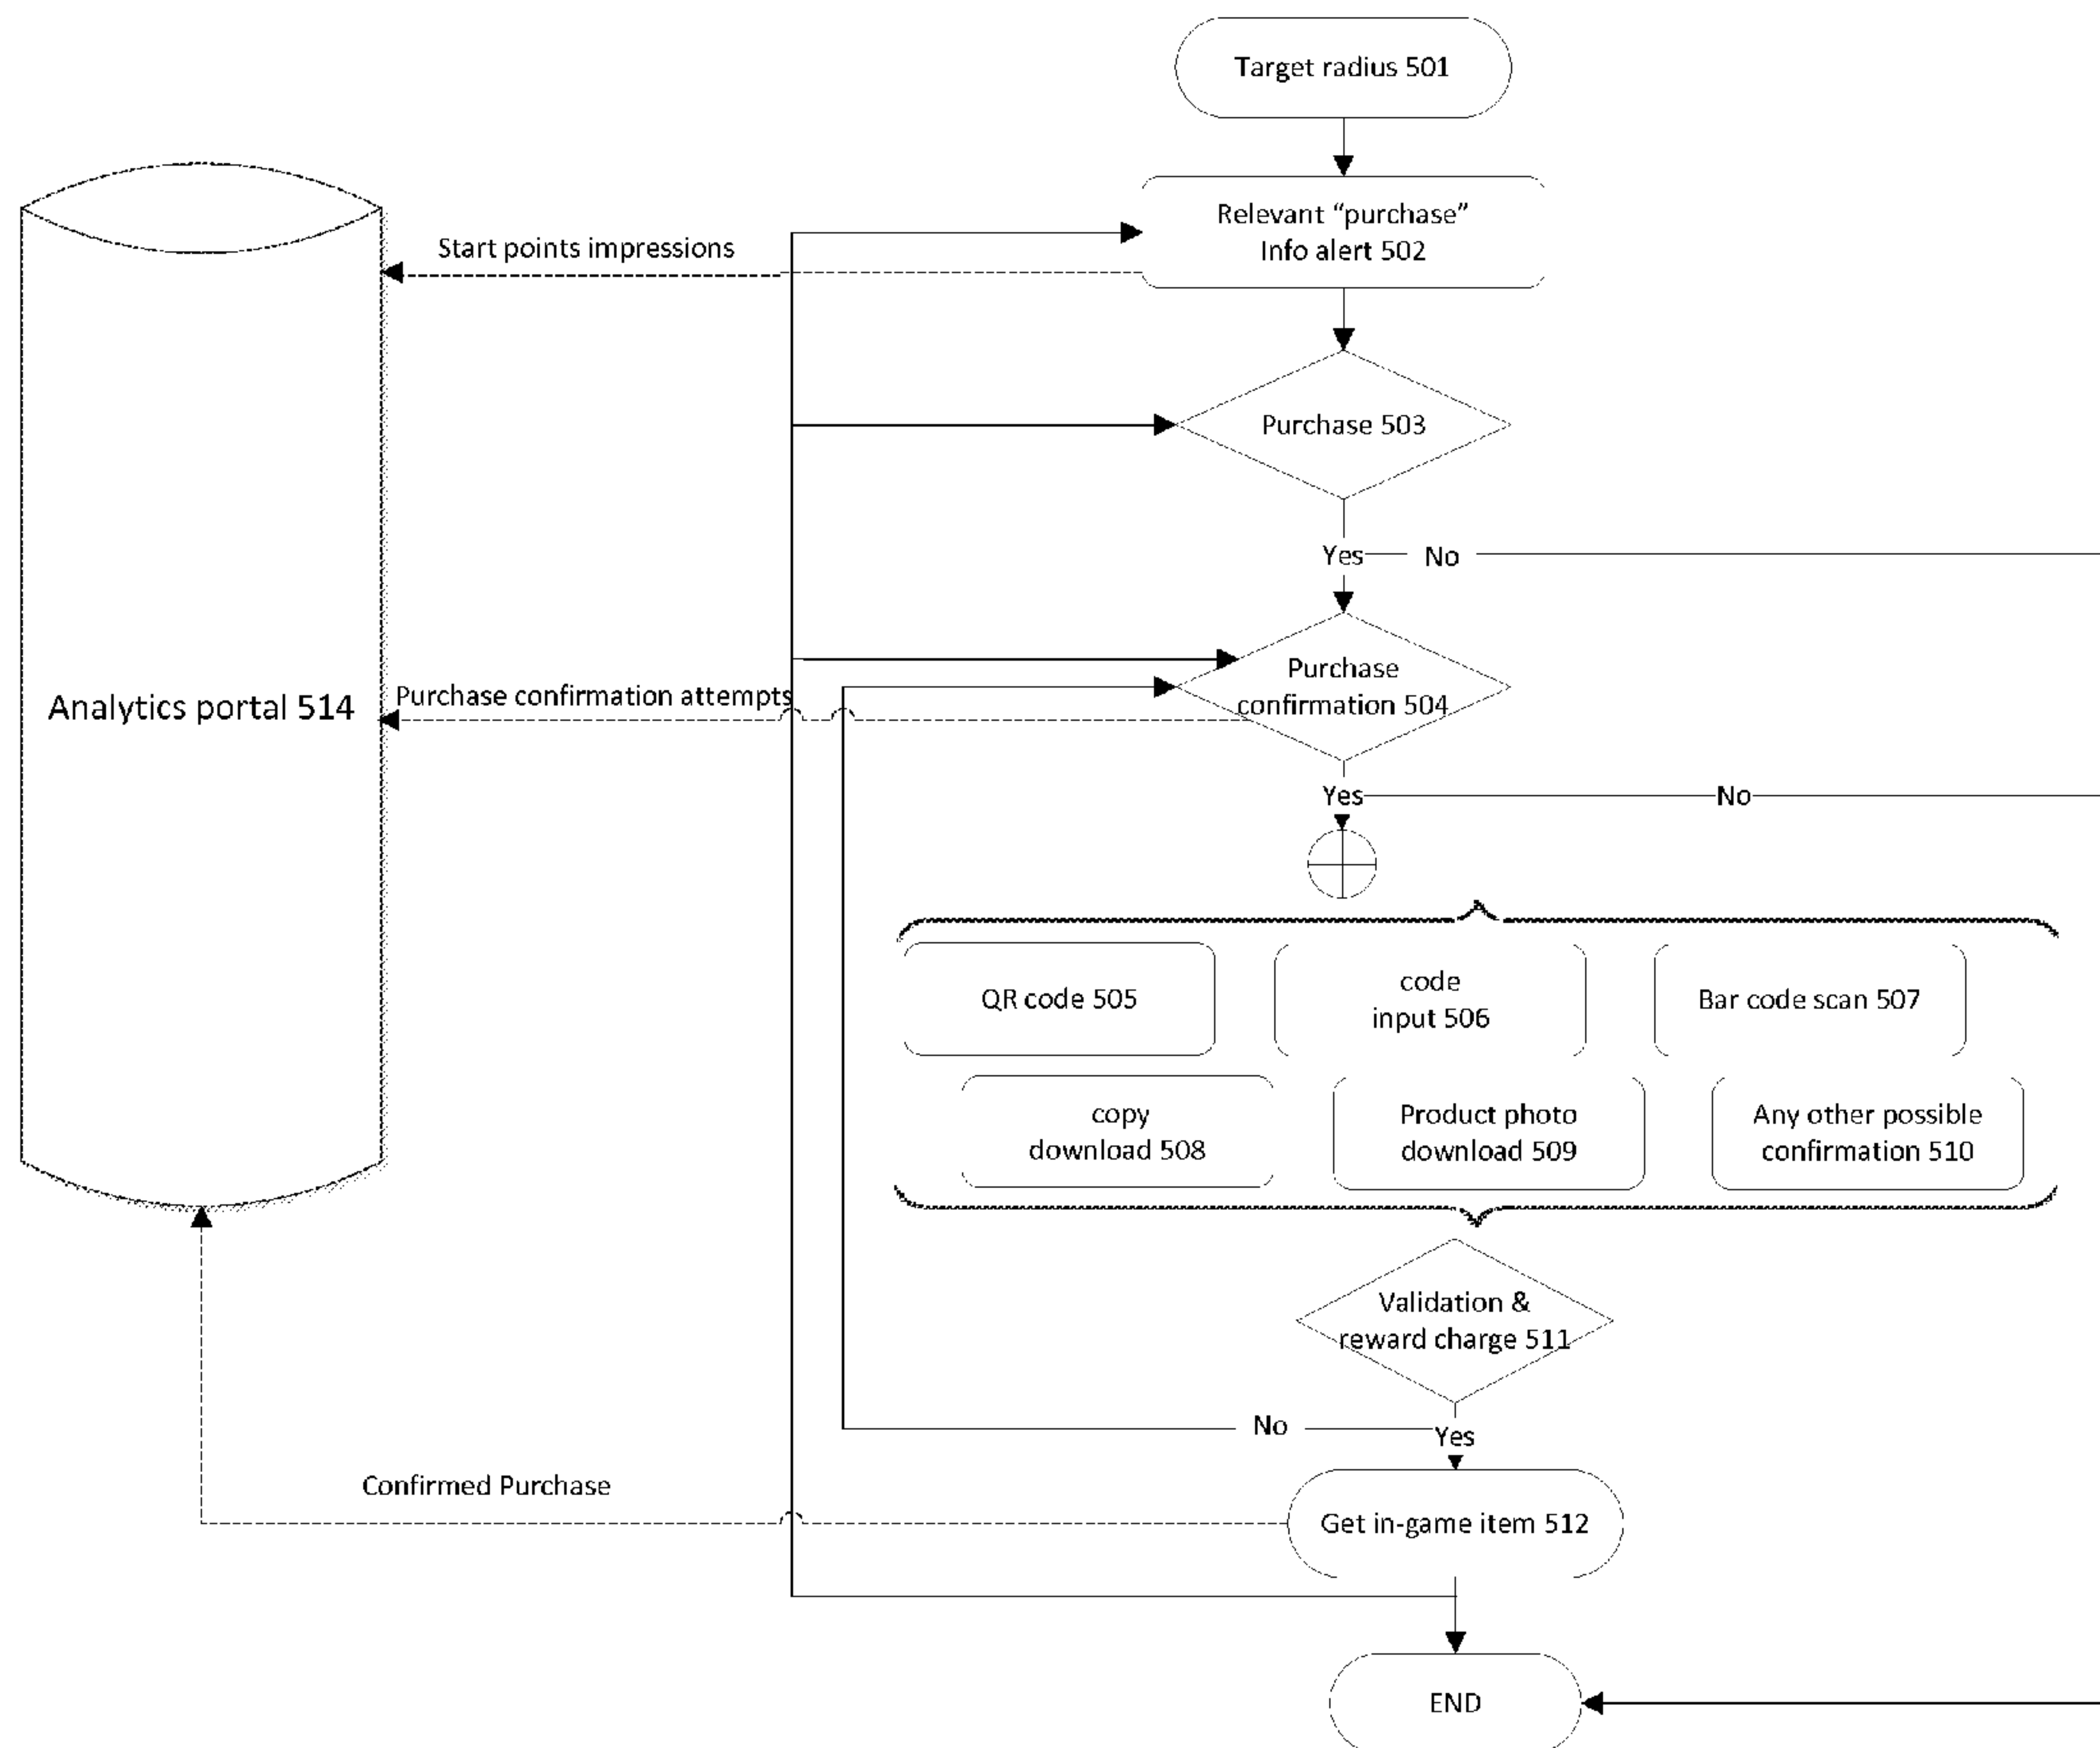 Target radius 501
Relevant “purchase”
Info alert 502
Start points impressions
Purchase 503
Yes
No
Purchase
confirmation 504
Purchase confirmation attempts
Analytics portal 514
Yes
No
QR code 505
code
input 506
Bar code scan 507
copy
download 508
Product photo
download 509
Any other possible
confirmation 510
Validation &
reward charge 511
No
Yes
Confirmed Purchase
Get in-game item 512
END